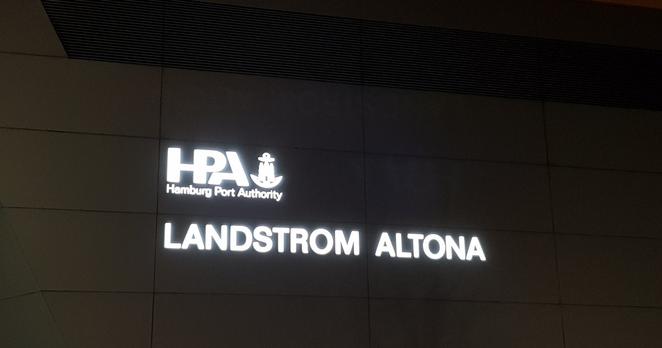 HPA
Hamburg Port Authority
LANDSTROM ALTONA